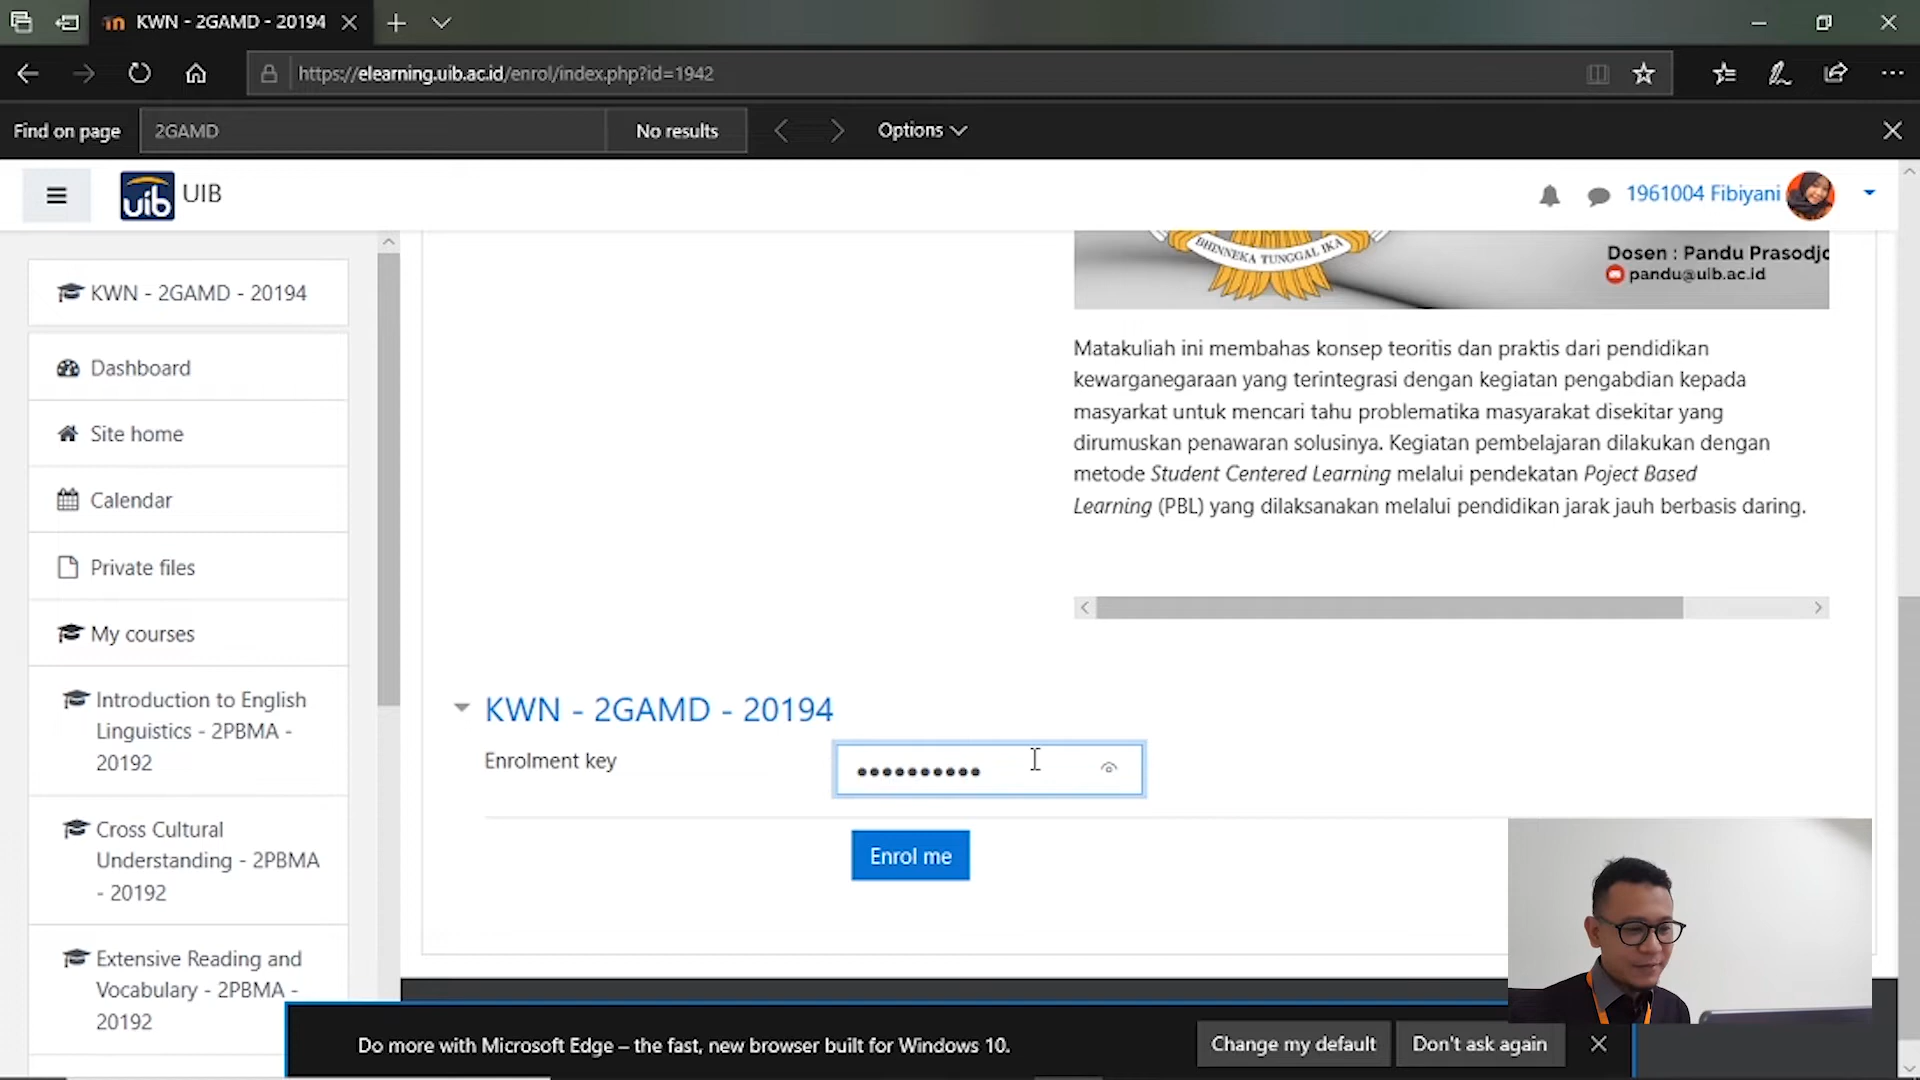 KWN - 2GAMD - 20194
https://elearning.uib.ac.id/enrol/index.php?id=1942
Find on page
2GAMD
No results
Options
uib
UIB
1961004 Fibiyani
KWN - 2GAMD - 20194
Dashboard
Site home
Calendar
Private files
My courses
Introduction to English
Linguistics - 2PBMA -
20192
Cross Cultural
Understanding - 2PBMA
- 20192
Extensive Reading and
Vocabulary - 2PBMA -
20192
BHINNEKA TUNGGAL IKA
Dosen : Pandu Prasodjo
pandu@uib.ac.id
Matakuliah ini membahas konsep teoritis dan praktis dari pendidikan
kewarganegaraan yang terintegrasi dengan kegiatan pengabdian kepada
masyarkat untuk mencari tahu problematika masyarakat disekitar yang
dirumuskan penawaran solusinya. Kegiatan pembelajaran dilakukan dengan
metode Student Centered Learning melalui pendekatan Poject Based
Learning (PBL) yang dilaksanakan melalui pendidikan jarak jauh berbasis daring.
KWN - 2GAMD - 20194
Enrolment key
Enrol me
Do more with Microsoft Edge – the fast, new browser built for Windows 10.
Change my default
Don't ask again